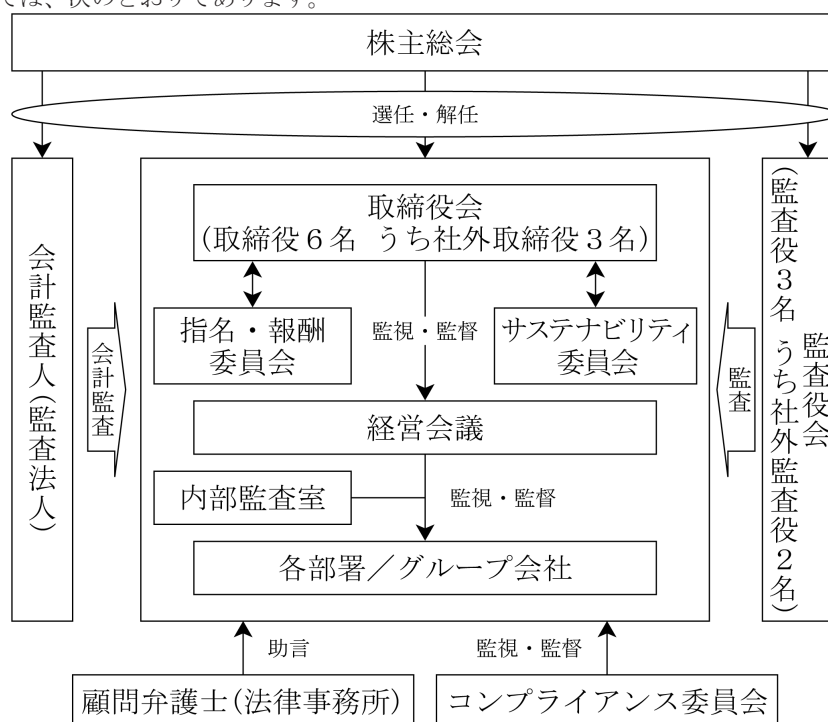 では、次のとおりであります。
株主総会
選任・解任
会計監査人(監査法人)
会計監査
取締役会
(取締役6名 うち社外取締役3名)
指名・報酬
委員会
監視・監督
サステナビリティ
委員会
経営会議
内部監査室
監視・監督
各部署/グループ会社
監査
監査役会
(監査役3名 うち社外監査役2名)
助言
監視・監督
顧問弁護士(法律事務所)
コンプライアンス委員会